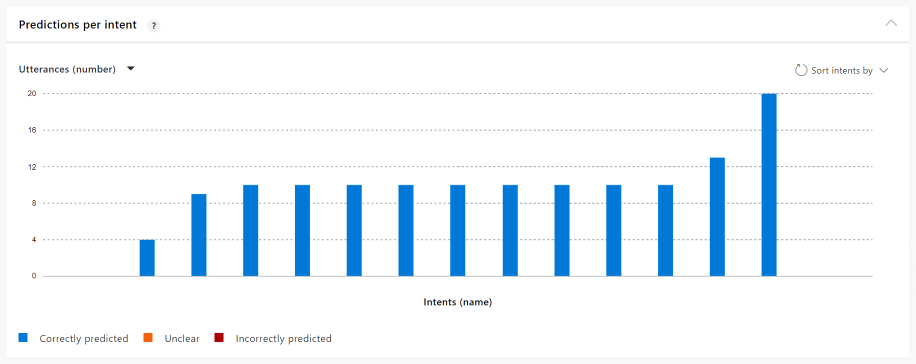 Predictions per intent ?
Utterances (number)
Sort intents by
20
16
12
8
4
0
Intents (name)
Correctly predicted
Unclear
Incorrectly predicted